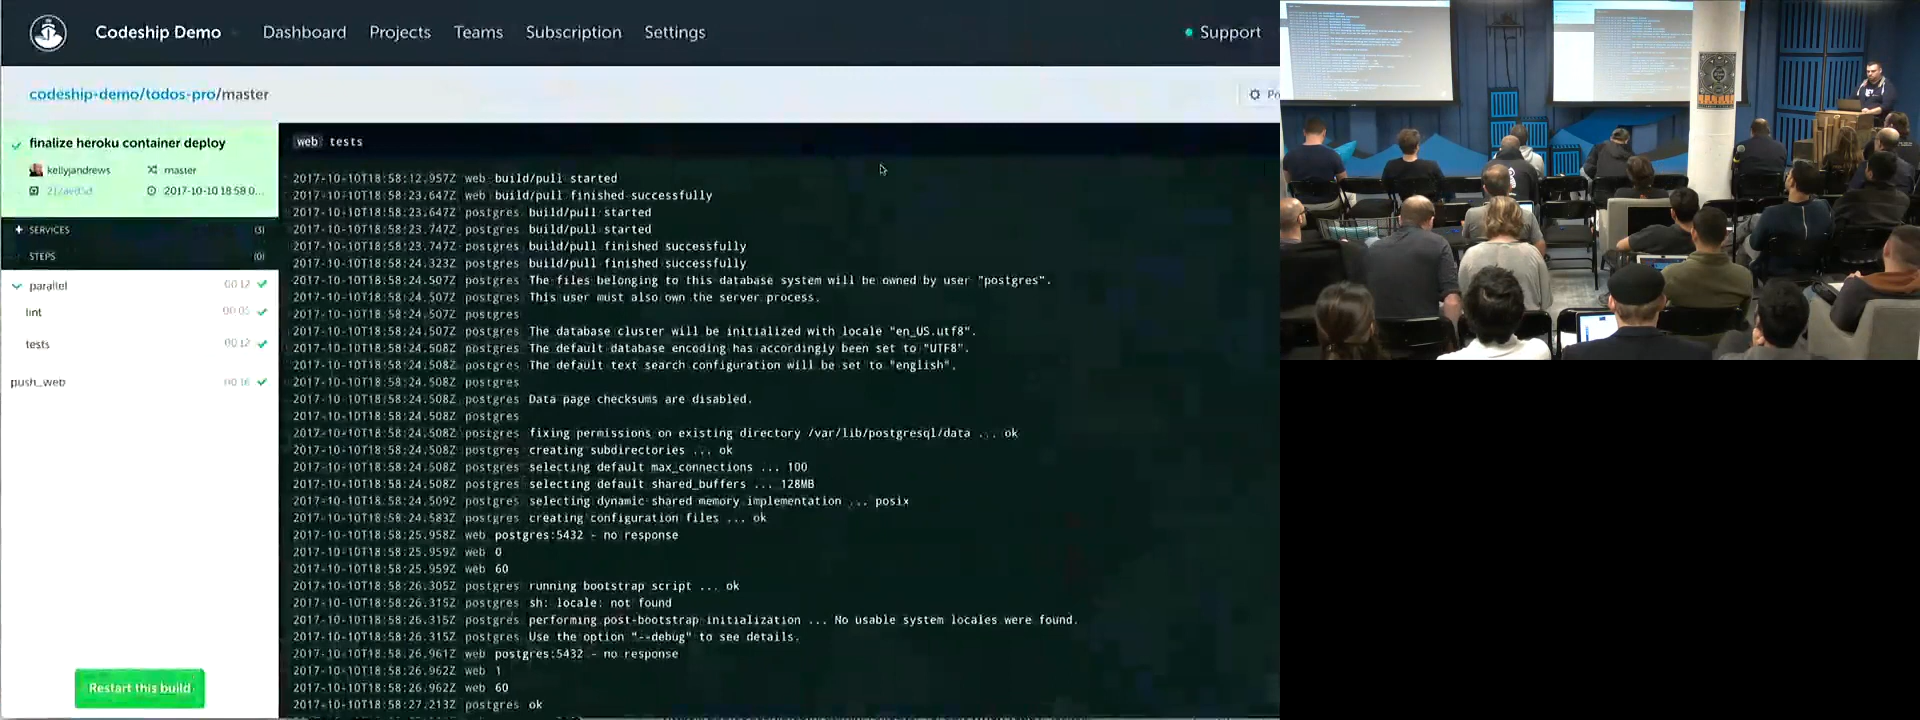 Codeship Demo Dashboard Projects Teams Subscription Settings Support
codeship-demo/todos-pro/master
finalize heroku container deploy
kellyjandrews master
2017-10-10 18:58 0...
SERVICES (3)
STEPS (0)
parallel 00:12
lint 00:05
tests 00:12
push_web 00:16
Restart this build
web tests
2017-10-10T18:58:12.957Z web build/pull started
2017-10-10T18:58:23.647Z web build/pull finished successfully
2017-10-10T18:58:23.647Z postgres build/pull started
2017-10-10T18:58:23.747Z postgres build/pull started
2017-10-10T18:58:23.747Z postgres build/pull finished successfully
2017-10-10T18:58:24.323Z postgres build/pull finished successfully
2017-10-10T18:58:24.507Z postgres The files belonging to this database system will be owned by user "postgres".
2017-10-10T18:58:24.507Z postgres This user must also own the server process.
2017-10-10T18:58:24.507Z postgres
2017-10-10T18:58:24.507Z postgres The database cluster will be initialized with locale "en_US.utf8".
2017-10-10T18:58:24.508Z postgres The default database encoding has accordingly been set to "UTF8".
2017-10-10T18:58:24.508Z postgres The default text search configuration will be set to "english".
2017-10-10T18:58:24.508Z postgres
2017-10-10T18:58:24.508Z postgres Data page checksums are disabled.
2017-10-10T18:58:24.508Z postgres
2017-10-10T18:58:24.508Z postgres fixing permissions on existing directory /var/lib/postgresql/data ... ok
2017-10-10T18:58:24.508Z postgres creating subdirectories ... ok
2017-10-10T18:58:24.508Z postgres selecting default max_connections ... 100
2017-10-10T18:58:24.508Z postgres selecting default shared_buffers ... 128MB
2017-10-10T18:58:24.509Z postgres selecting dynamic shared memory implementation ... posix
2017-10-10T18:58:24.583Z postgres creating configuration files ... ok
2017-10-10T18:58:25.958Z web postgres:5432 - no response
2017-10-10T18:58:25.959Z web 0
2017-10-10T18:58:25.959Z web 60
2017-10-10T18:58:26.305Z postgres running bootstrap script ... ok
2017-10-10T18:58:26.315Z postgres sh: locale: not found
2017-10-10T18:58:26.315Z postgres performing post-bootstrap initialization ... No usable system locales were found.
2017-10-10T18:58:26.315Z postgres Use the option "--debug" to see details.
2017-10-10T18:58:26.961Z web postgres:5432 - no response
2017-10-10T18:58:26.962Z web 1
2017-10-10T18:58:26.962Z web 60
2017-10-10T18:58:27.213Z postgres ok